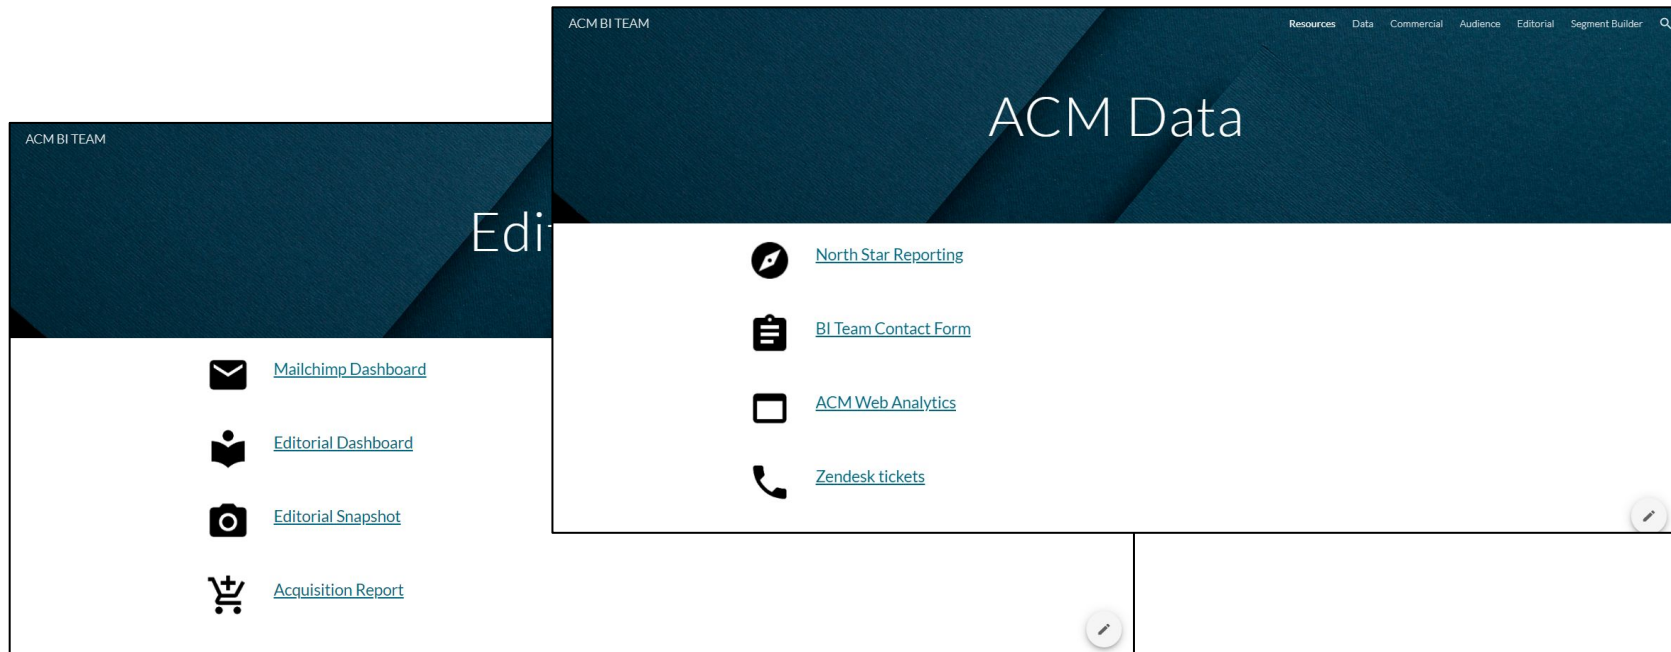 ACM BI TEAM
Resources Data Commercial Audience Editorial Segment Builder
ACM Data
North Star Reporting
BI Team Contact Form
ACM Web Analytics
Zendesk tickets
ACM BI TEAM
Mailchimp Dashboard
Editorial Dashboard
Editorial Snapshot
Acquisition Report